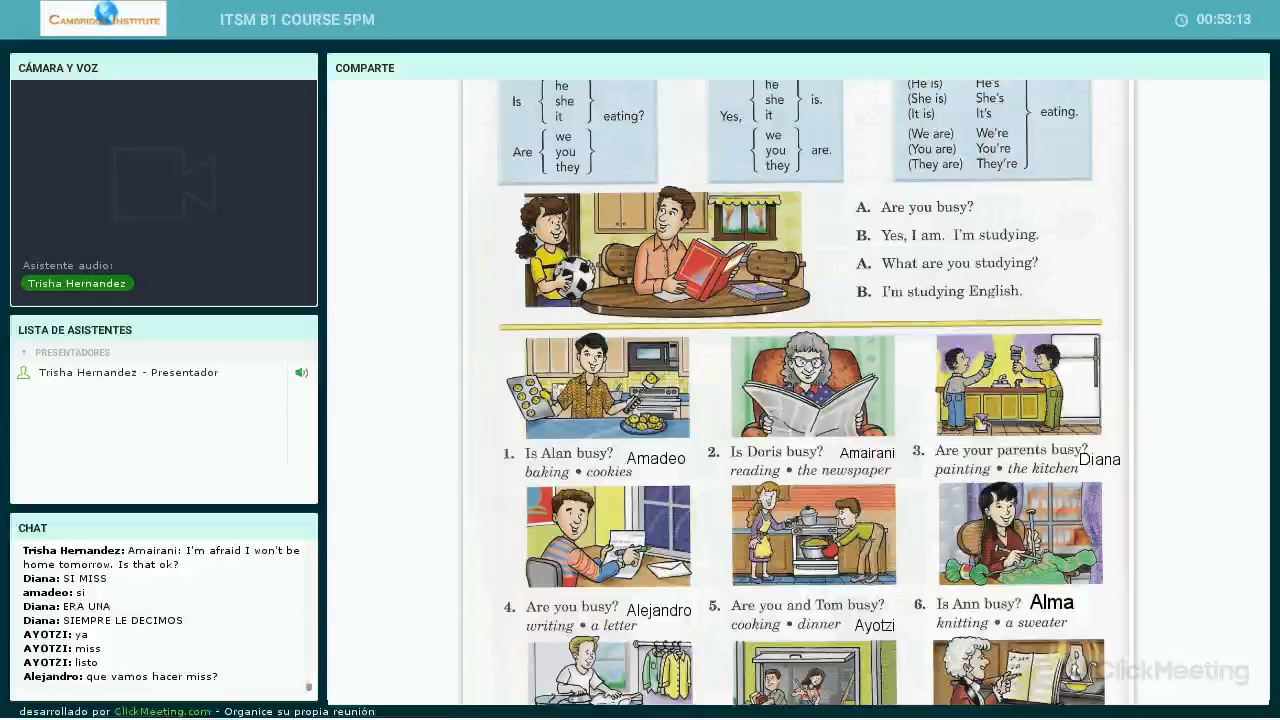 CAMBRIDGE INSTITUTE
ITSM B1 COURSE 5PM
00:53:13
CÁMARA Y VOZ
Asistente audio:
Trisha Hernandez
LISTA DE ASISTENTES
PRESENTADORES
Trisha Hernandez - Presentador
CHAT
Trisha Hernandez: Amairani: I'm afraid I won't be
home tomorrow. Is that ok?
Diana: SI MISS
amadeo: si
Diana: ERA UNA
Diana: SIEMPRE LE DECIMOS
AYOTZI: ya
AYOTZI: miss
AYOTZI: listo
Alejandro: que vamos hacer miss?
COMPARTE
Is
he
she
it
Are
we
you
they
eating?
Yes,
he
she
it
is.
we
you
they
are.
(He is) He's
(She is) She's
(It is) It's
(We are) We're
(You are) You're
(They are) They're
eating.
A. Are you busy?
B. Yes, I am. I'm studying.
A. What are you studying?
B. I'm studying English.
1. Is Alan busy? Amadeo
baking • cookies
2. Is Doris busy? Amairani
reading • the newspaper
3. Are your parents busy?
painting • the kitchen Diana
4. Are you busy? Alejandro
writing • a letter
5. Are you and Tom busy?
cooking • dinner Ayotzi
6. Is Ann busy? Alma
knitting • a sweater
ClickMeeting
desarrollado por ClickMeeting.com - Organice su propia reunión